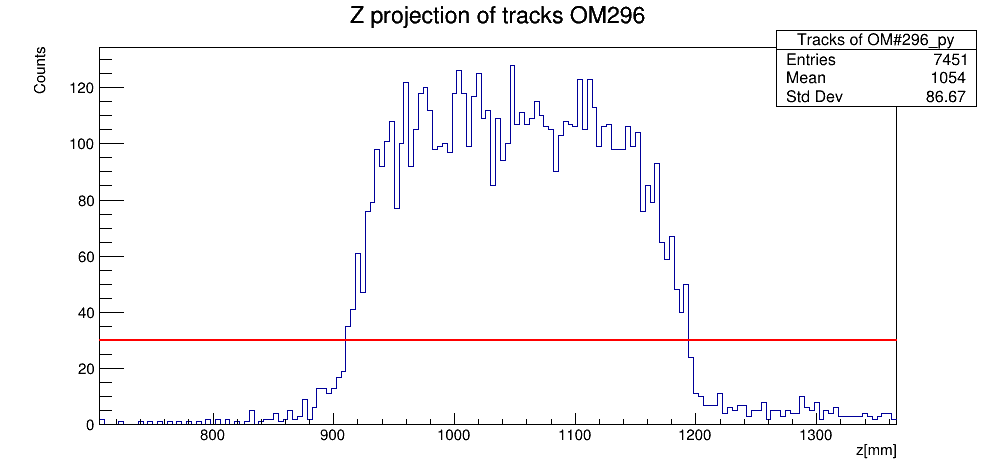 Z projection of tracks OM296
Counts
Tracks of OM#296_py
Entries 7451
Mean 1054
Std Dev 86.67
120
100
80
60
40
20
0
800 900 1000 1100 1200 1300
z[mm]